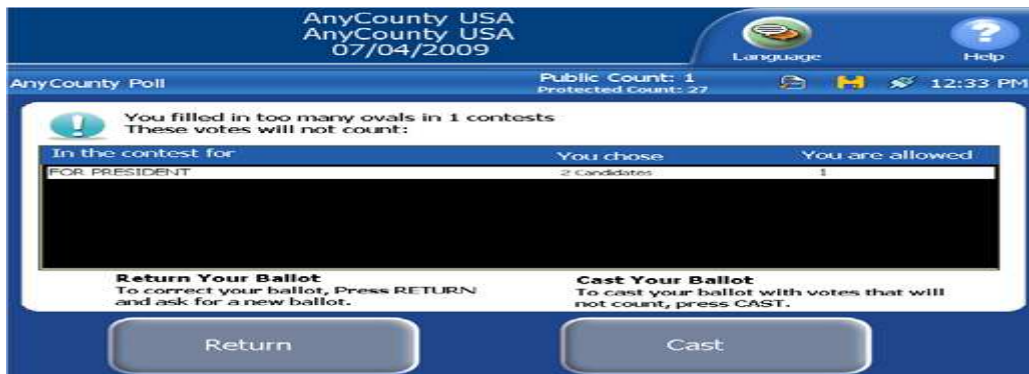 AnyCounty USA
AnyCounty USA
07/04/2009
Language
Help
AnyCounty Poll
Public Count: 1
Protected Count: 27
12:33 PM
You filled in too many ovals in 1 contests
These votes will not count:
In the contest for You chose You are allowed
FOR PRESIDENT 2 Candidates 1
Return Your Ballot
To correct your ballot, Press RETURN
and ask for a new ballot.
Cast Your Ballot
To cast your ballot with votes that will
not count, press CAST.
Return
Cast